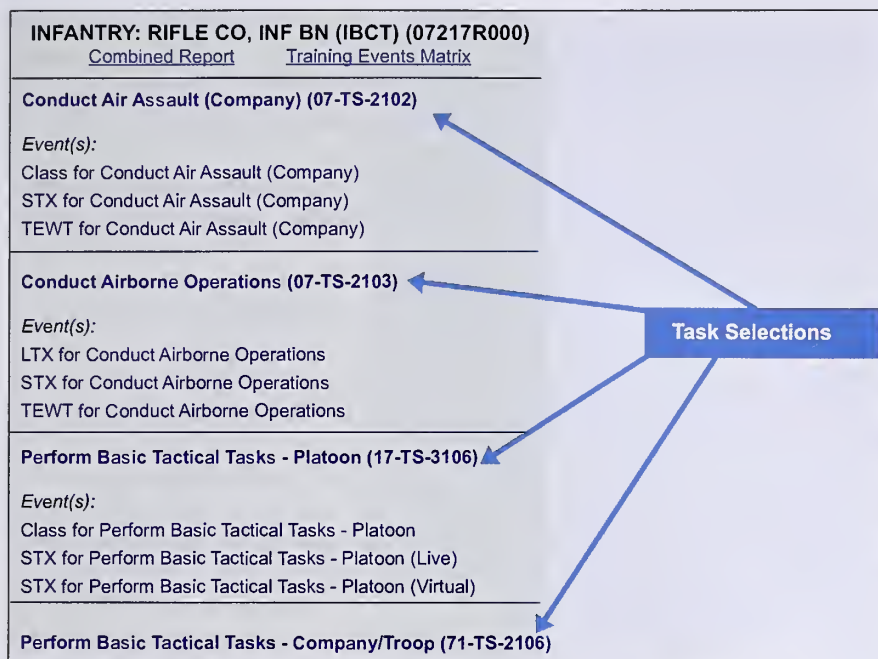 INFANTRY: RIFLE CO, INF BN (IBCT) (07217R000)
Combined Report Training Events Matrix
Conduct Air Assault (Company) (07-TS-2102)
Event(s):
Class for Conduct Air Assault (Company)
STX for Conduct Air Assault (Company)
TEWT for Conduct Air Assault (Company)
Conduct Airborne Operations (07-TS-2103)
Event(s):
LTX for Conduct Airborne Operations
STX for Conduct Airborne Operations
TEWT for Conduct Airborne Operations
Task Selections
Perform Basic Tactical Tasks - Platoon (17-TS-3106)
Event(s):
Class for Perform Basic Tactical Tasks - Platoon
STX for Perform Basic Tactical Tasks - Platoon (Live)
STX for Perform Basic Tactical Tasks - Platoon (Virtual)
Perform Basic Tactical Tasks - Company/Troop (71-TS-2106)